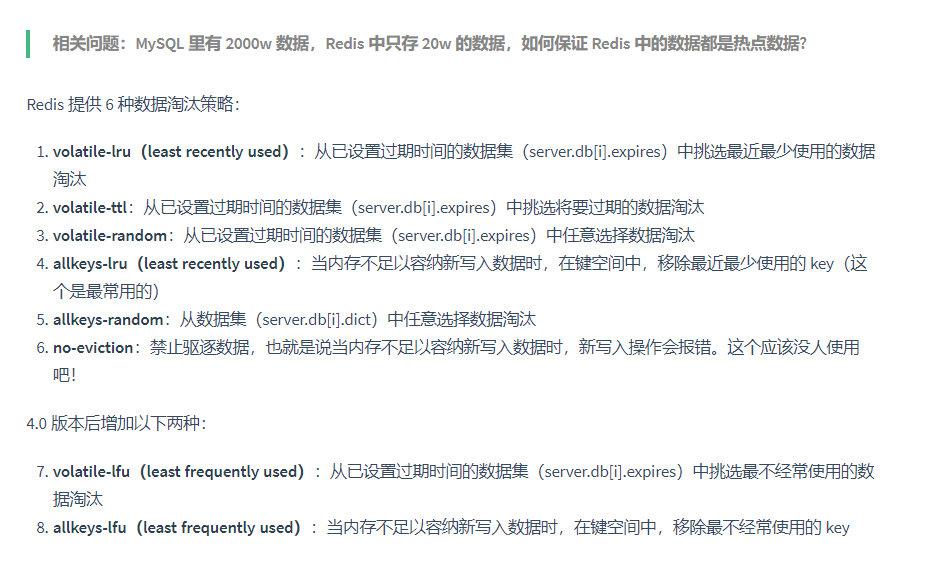 相关问题：MySQL 里有 2000w 数据，Redis 中只存 20w 的数据，如何保证 Redis 中的数据都是热点数据?
Redis 提供 6 种数据淘汰策略：
1. volatile-lru（least recently used）：从已设置过期时间的数据集（server.db[i].expires）中挑选最近最少使用的数据
淘汰
2. volatile-ttl：从已设置过期时间的数据集（server.db[i].expires）中挑选将要过期的数据淘汰
3. volatile-random：从已设置过期时间的数据集（server.db[i].expires）中任意选择数据淘汰
4. allkeys-lru（least recently used）：当内存不足以容纳新写入数据时，在键空间中，移除最近最少使用的 key（这
个是最常用的）
5. allkeys-random：从数据集（server.db[i].dict）中任意选择数据淘汰
6. no-eviction：禁止驱逐数据，也就是说当内存不足以容纳新写入数据时，新写入操作会报错。这个应该没人使用
吧！
4.0 版本后增加以下两种：
7. volatile-lfu（least frequently used）：从已设置过期时间的数据集（server.db[i].expires）中挑选最不经常使用的数
据淘汰
8. allkeys-lfu（least frequently used）：当内存不足以容纳新写入数据时，在键空间中，移除最不经常使用的 key